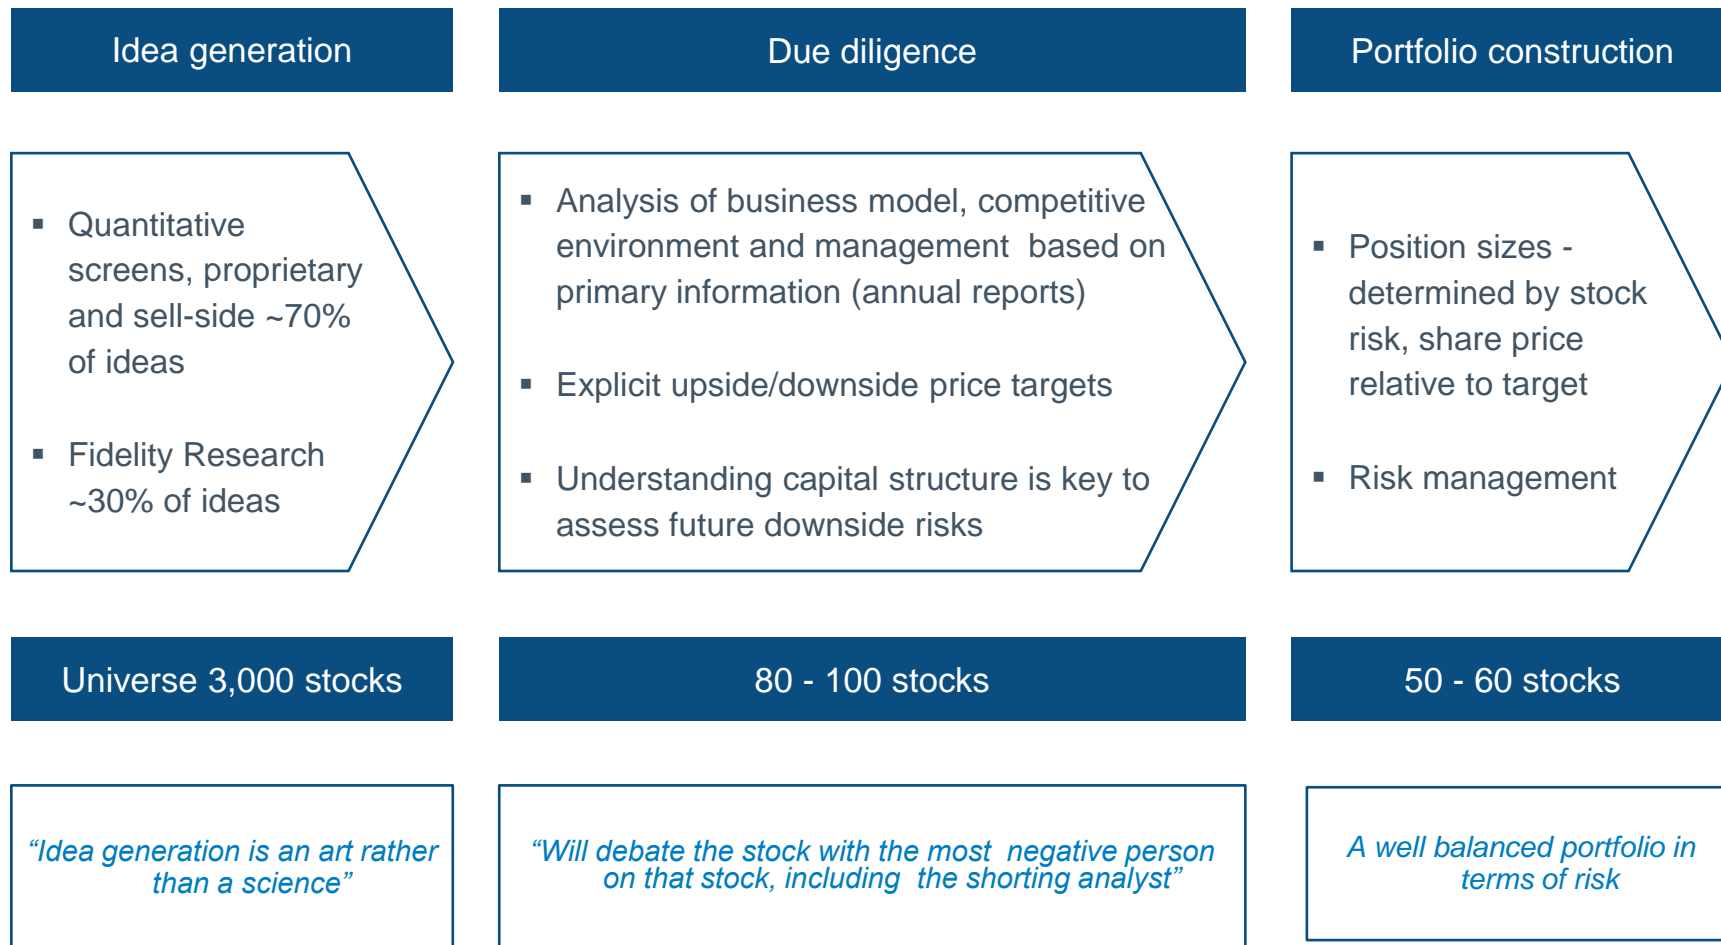 Idea generation
Due diligence
Portfolio construction
▪ Quantitative
screens, proprietary
and sell-side ~70%
of ideas
▪ Fidelity Research
~30% of ideas
▪ Analysis of business model, competitive
environment and management  based on
primary information (annual reports)
▪ Explicit upside/downside price targets
▪ Understanding capital structure is key to
assess future downside risks
▪ Position sizes -
determined by stock
risk, share price
relative to target
▪ Risk management
Universe 3,000 stocks
80 - 100 stocks
50 - 60 stocks
“Idea generation is an art rather
than a science”
“Will debate the stock with the most  negative person
on that stock, including  the shorting analyst”
A well balanced portfolio in
terms of risk